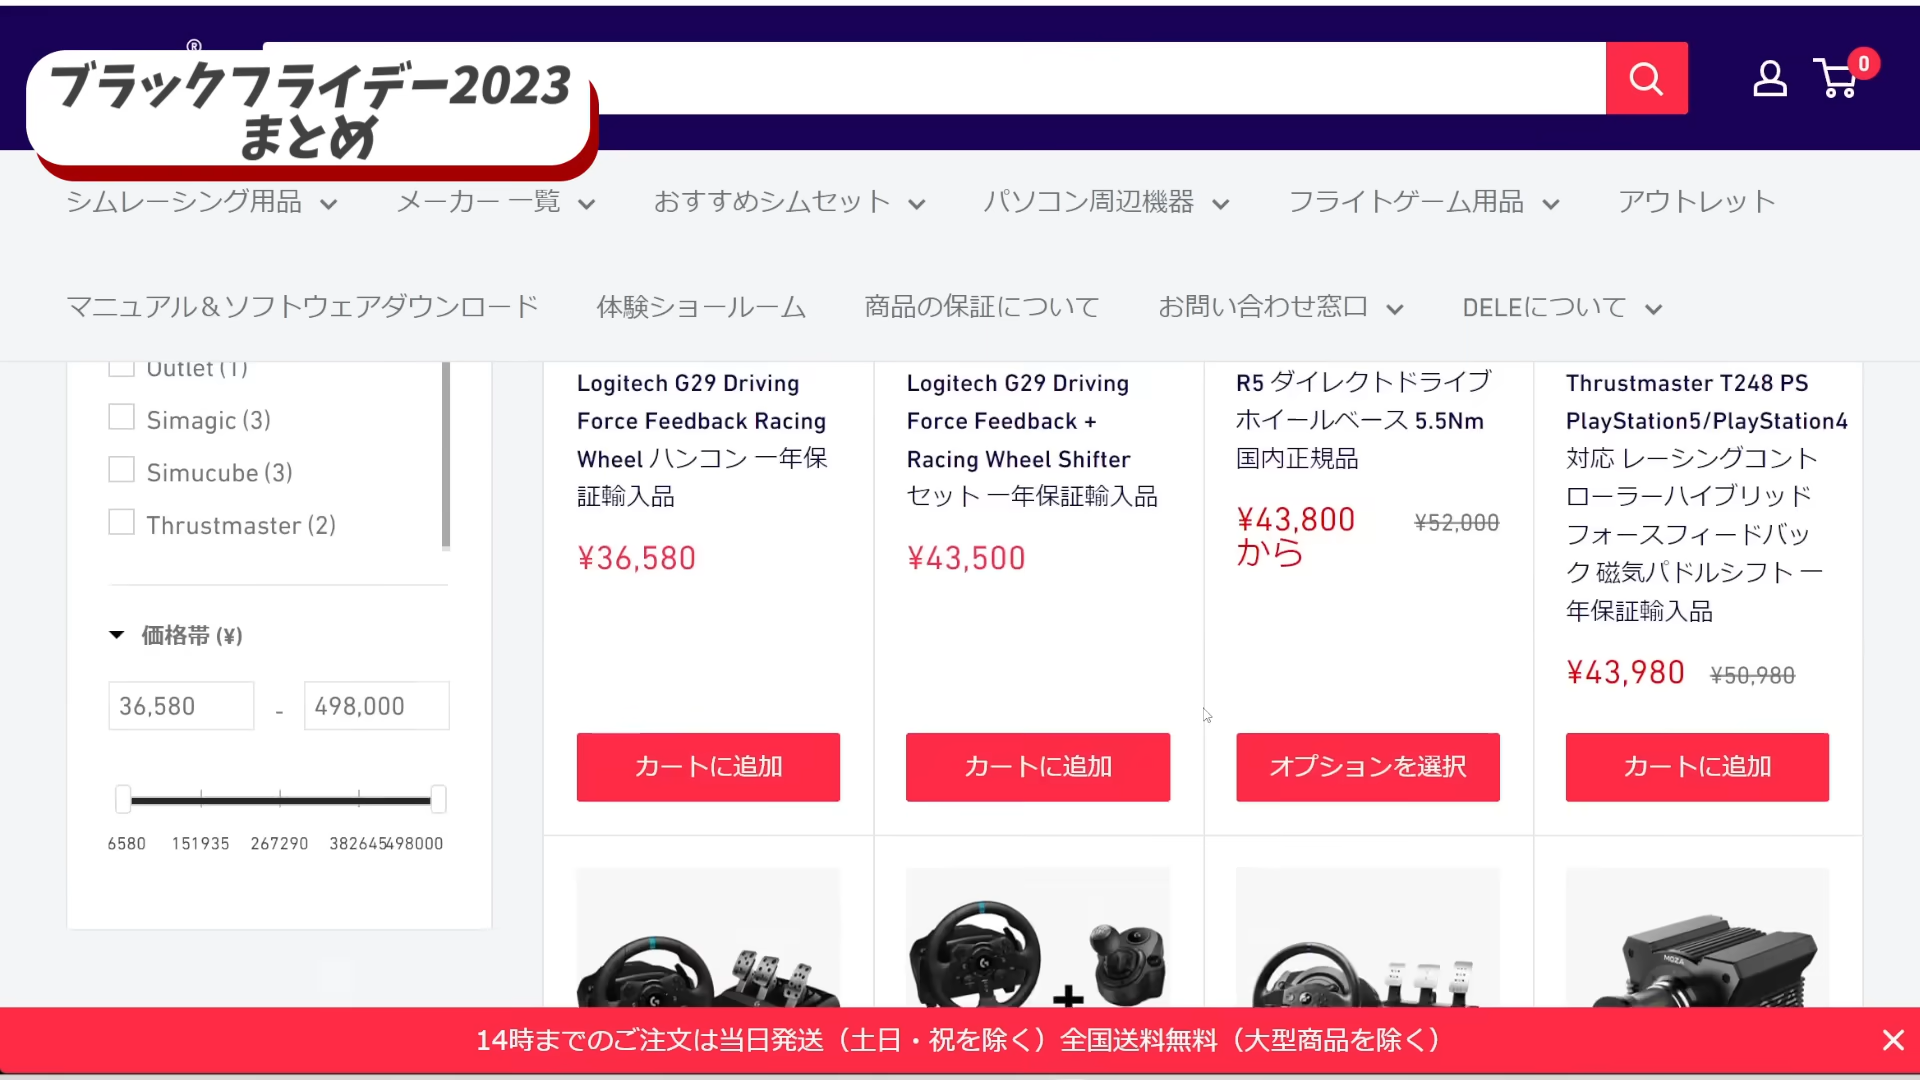 ®
ブラックフライデー2023
まとめ
0
シムレーシング用品
メーカー 一覧
おすすめシムセット
パソコン周辺機器
フライトゲーム用品
アウトレット
マニュアル＆ソフトウェアダウンロード
体験ショールーム
商品の保証について
お問い合わせ窓口
DELEについて
Outlet (1)
Simagic (3)
Simucube (3)
Thrustmaster (2)
価格帯 (¥)
36,580 - 498,000
6580 151935 267290 382645 498000
Logitech G29 Driving
Force Feedback Racing
Wheel ハンコン 一年保
証輸入品
¥36,580
カートに追加
Logitech G29 Driving
Force Feedback +
Racing Wheel Shifter
セット 一年保証輸入品
¥43,500
カートに追加
R5 ダイレクトドライブ
ホイールベース 5.5Nm
国内正規品
¥43,800 ¥52,000
から
オプションを選択
Thrustmaster T248 PS
PlayStation5/PlayStation4
対応 レーシングコント
ローラーハイブリッド
フォースフィードバッ
ク 磁気パドルシフト 一
年保証輸入品
¥43,980 ¥50,980
カートに追加
MOZA
14時までのご注文は当日発送（土日・祝を除く）全国送料無料（大型商品を除く）